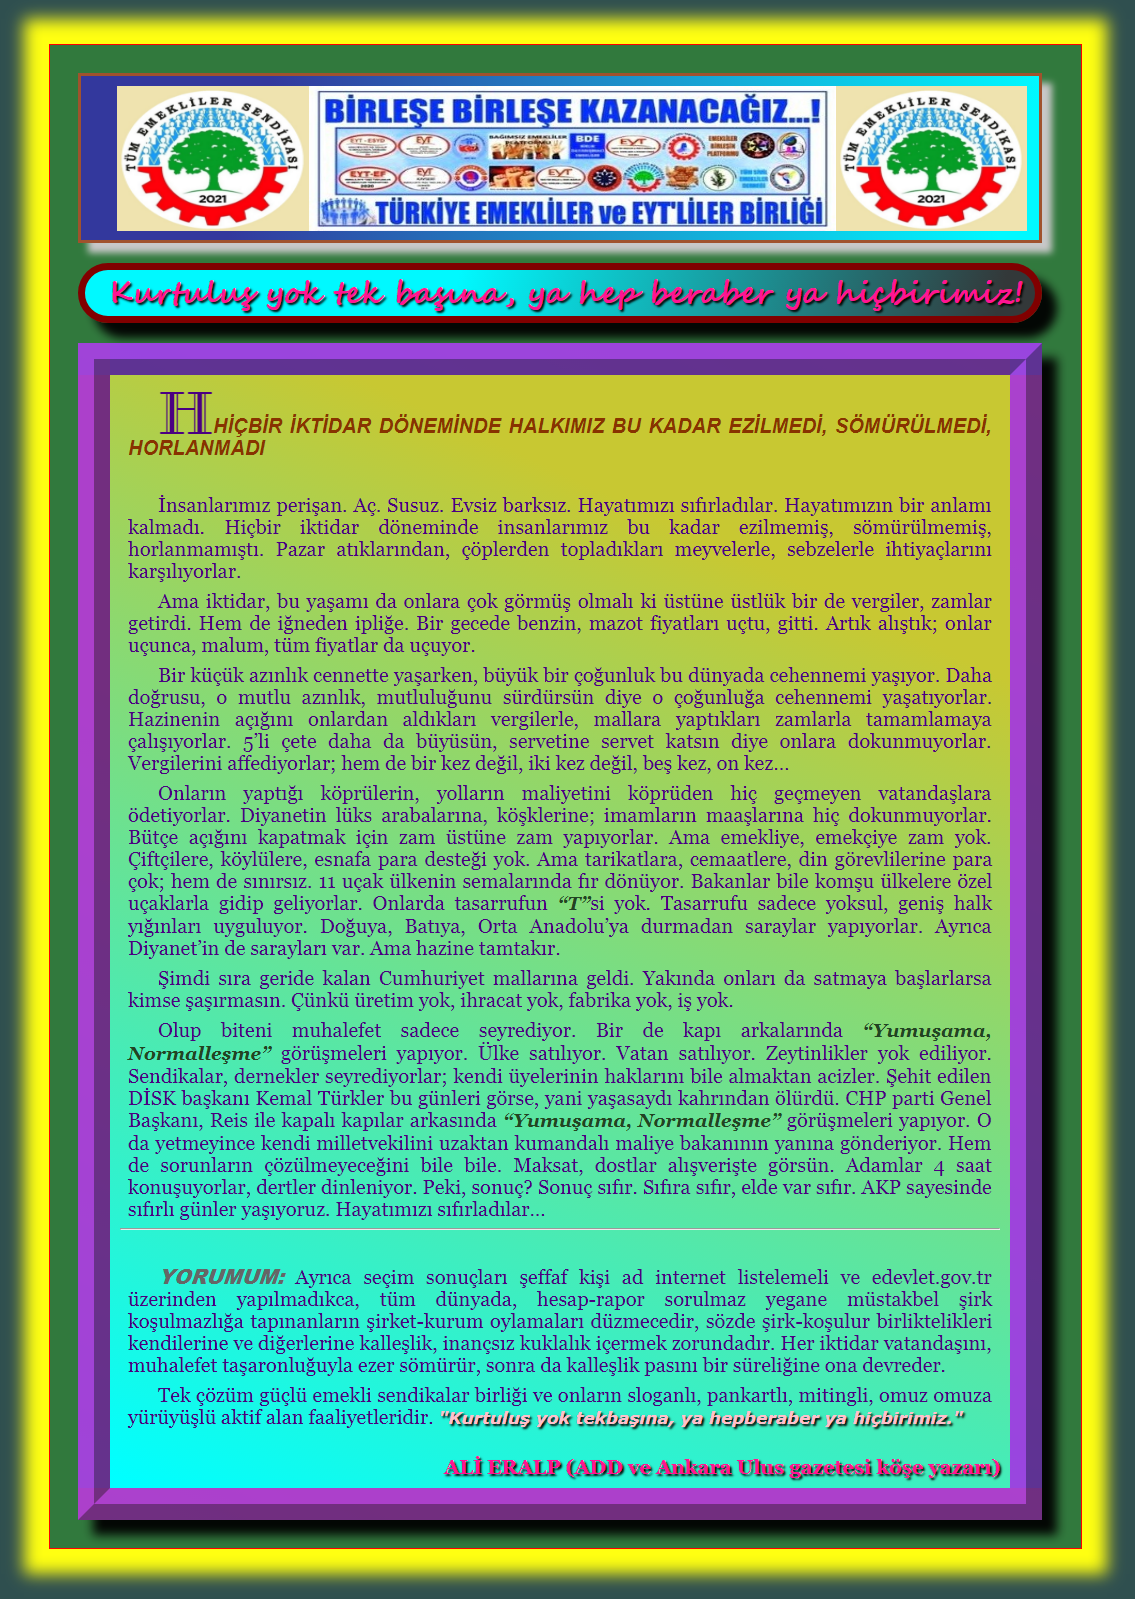 TÜM EMEKLİLER SENDİKASI
2021
BİRLEŞE BİRLEŞE KAZANACAĞIZ...!
TÜRKİYE EMEKLİLER ve EYT'LİLER BİRLİĞİ
TÜM EMEKLİLER SENDİKASI
2021
Kurtuluş yok tek başına, ya hep beraber ya hiçbirimiz!
HHİÇBİR İKTİDAR DÖNEMİNDE HALKIMIZ BU KADAR EZİLMEDİ, SÖMÜRÜLMEDİ,
HORLANMADI
İnsanlarımız perişan. Aç. Susuz. Evsiz barksız. Hayatımızı sıfırladılar. Hayatımızın bir anlamı
kalmadı. Hiçbir iktidar döneminde insanlarımız bu kadar ezilmemiş, sömürülmemiş,
horlanmamıştı. Pazar atıklarından, çöplerden topladıkları meyvelerle, sebzelerle ihtiyaçlarını
karşılıyorlar.
Ama iktidar, bu yaşamı da onlara çok görmüş olmalı ki üstüne üstlük bir de vergiler, zamlar
getirdi. Hem de iğneden ipliğe. Bir gecede benzin, mazot fiyatları uçtu, gitti. Artık alıştık; onlar
uçunca, malum, tüm fiyatlar da uçuyor.
Bir küçük azınlık cennette yaşarken, büyük bir çoğunluk bu dünyada cehennemi yaşıyor. Daha
doğrusu, o mutlu azınlık, mutluluğunu sürdürsün diye o çoğunluğa cehennemi yaşatıyorlar.
Hazinenin açığını onlardan aldıkları vergilerle, mallara yaptıkları zamlarla tamamlamaya
çalışıyorlar. 5’li çete daha da büyüsün, servetine servet katsın diye onlara dokunmuyorlar.
Vergilerini affediyorlar; hem de bir kez değil, iki kez değil, beş kez, on kez…
Onların yaptığı köprülerin, yolların maliyetini köprüden hiç geçmeyen vatandaşlara
ödetiyorlar. Diyanetin lüks arabalarına, köşklerine; imamların maaşlarına hiç dokunmuyorlar.
Bütçe açığını kapatmak için zam üstüne zam yapıyorlar. Ama emekliye, emekçiye zam yok.
Çiftçilere, köylülere, esnafa para desteği yok. Ama tarikatlara, cemaatlere, din görevlilerine para
çok; hem de sınırsız. 11 uçak ülkenin semalarında fır dönüyor. Bakanlar bile komşu ülkelere özel
uçaklarla gidip geliyorlar. Onlarda tasarrufun “T”si yok. Tasarrufu sadece yoksul, geniş halk
yığınları uyguluyor. Doğuya, Batıya, Orta Anadolu’ya durmadan saraylar yapıyorlar. Ayrıca
Diyanet’in de sarayları var. Ama hazine tamtakır.
Şimdi sıra geride kalan Cumhuriyet mallarına geldi. Yakında onları da satmaya başlarlarsa
kimse şaşırmasın. Çünkü üretim yok, ihracat yok, fabrika yok, iş yok.
Olup biteni muhalefet sadece seyrediyor. Bir de kapı arkalarında “Yumuşama,
Normalleşme” görüşmeleri yapıyor. Ülke satılıyor. Vatan satılıyor. Zeytinlikler yok ediliyor.
Sendikalar, dernekler seyrediyorlar; kendi üyelerinin haklarını bile almaktan acizler. Şehit edilen
DİSK başkanı Kemal Türkler bu günleri görse, yani yaşasaydı kahrından ölürdü. CHP parti Genel
Başkanı, Reis ile kapalı kapılar arkasında “Yumuşama, Normalleşme” görüşmeleri yapıyor. O
da yetmeyince kendi milletvekilini uzaktan kumandalı maliye bakanının yanına gönderiyor. Hem
de sorunların çözülmeyeceğini bile bile. Maksat, dostlar alışverişte görsün. Adamlar 4 saat
konuşuyorlar, dertler dinleniyor. Peki, sonuç? Sonuç sıfır. Sıfıra sıfır, elde var sıfır. AKP sayesinde
sıfırlı günler yaşıyoruz. Hayatımızı sıfırladılar…
YORUMUM: Ayrıca seçim sonuçları şeffaf kişi ad internet listelemeli ve edevlet.gov.tr
üzerinden yapılmadıkca, tüm dünyada, hesap-rapor sorulmaz yegane müstakbel şirk
koşulmazlığa tapınanların şirket-kurum oylamaları düzmecedir, sözde şirk-koşulur birliktelikleri
kendilerine ve diğerlerine kalleşlik, inançsız kuklalık içermek zorundadır. Her iktidar vatandaşını,
muhalefet taşaronluğuyla ezer sömürür, sonra da kalleşlik pasını bir süreliğine ona devreder.
Tek çözüm güçlü emekli sendikalar birliği ve onların sloganlı, pankartlı, mitingli, omuz omuza
yürüyüşlü aktif alan faaliyetleridir. "Kurtuluş yok tekbaşına, ya hepberaber ya hiçbirimiz."
ALİ ERALP (ADD ve Ankara Ulus gazetesi köşe yazarı)